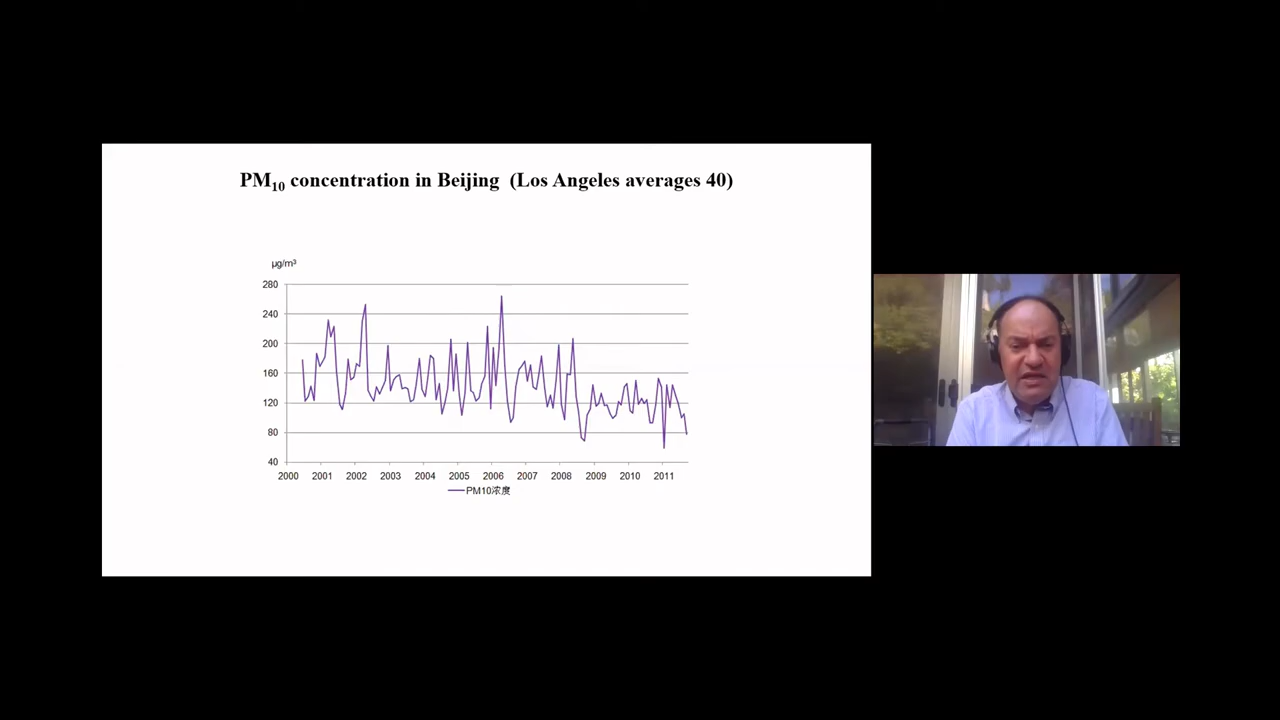 PM10 concentration in Beijing (Los Angeles averages 40)
µg/m³
280
240
200
160
120
80
40
2000 2001 2002 2003 2004 2005 2006 2007 2008 2009 2010 2011
PM10浓度